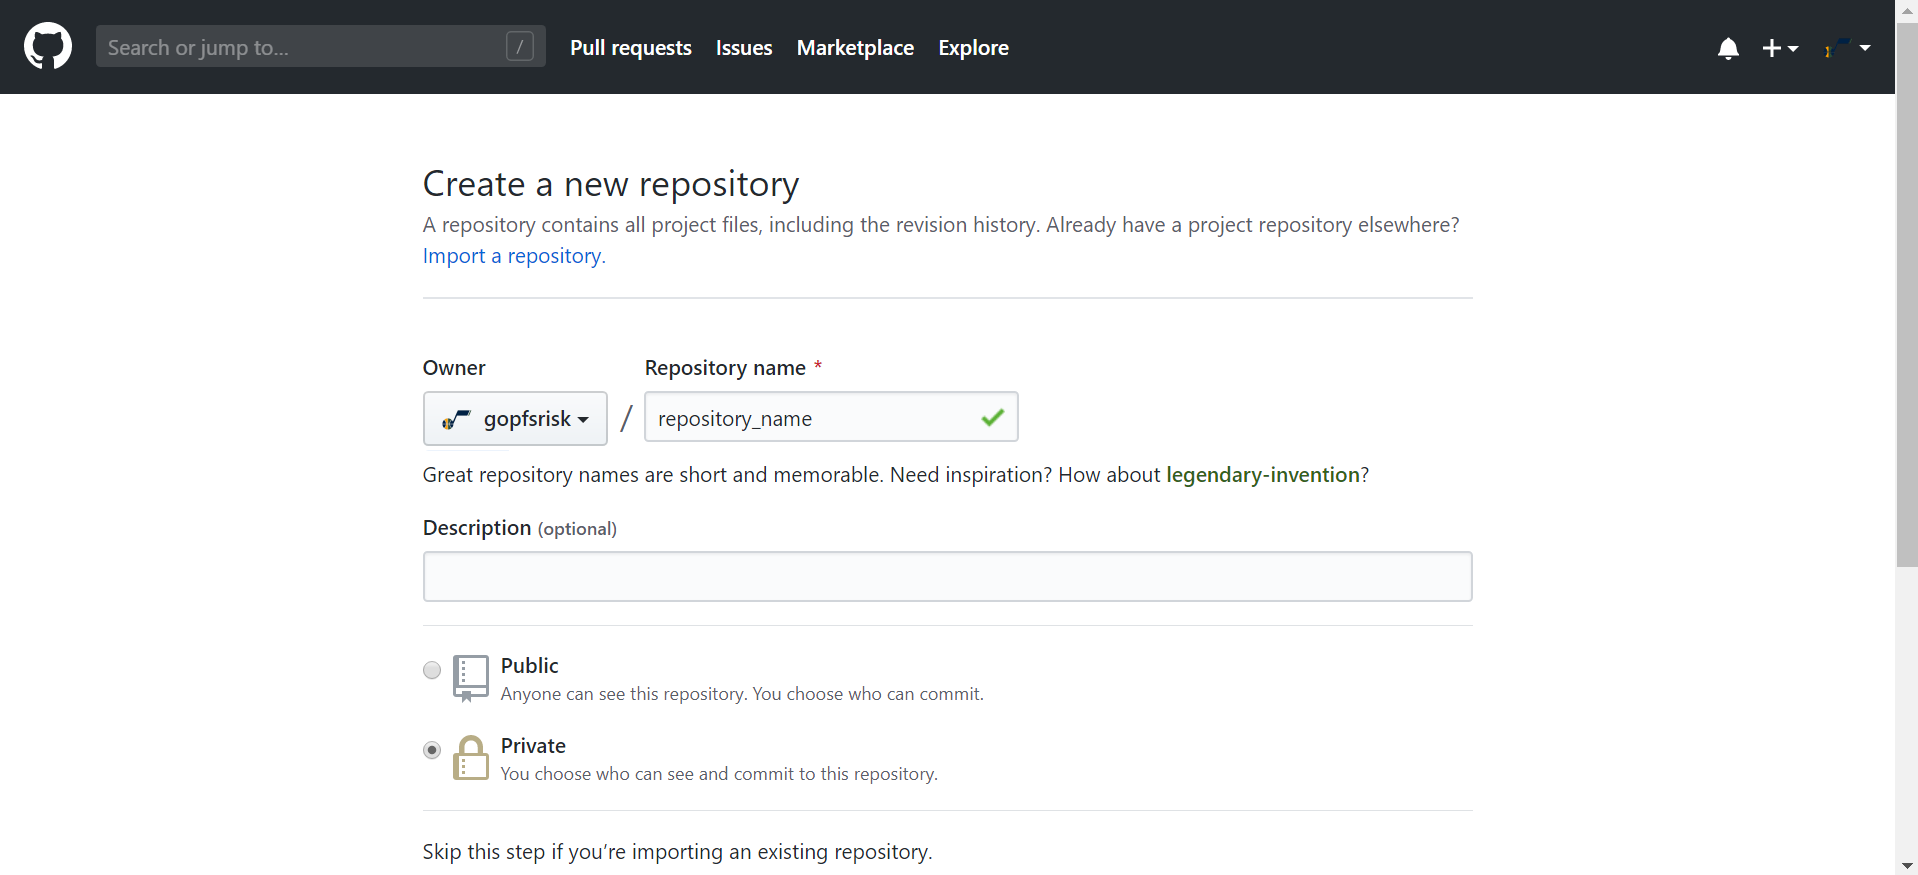 Search or jump to... /
Pull requests Issues Marketplace Explore
Create a new repository
A repository contains all project files, including the revision history. Already have a project repository elsewhere?
Import a repository.
Owner Repository name *
gopfsrisk / repository_name
Great repository names are short and memorable. Need inspiration? How about legendary-invention?
Description (optional)
Public
Anyone can see this repository. You choose who can commit.
Private
You choose who can see and commit to this repository.
Skip this step if you’re importing an existing repository.